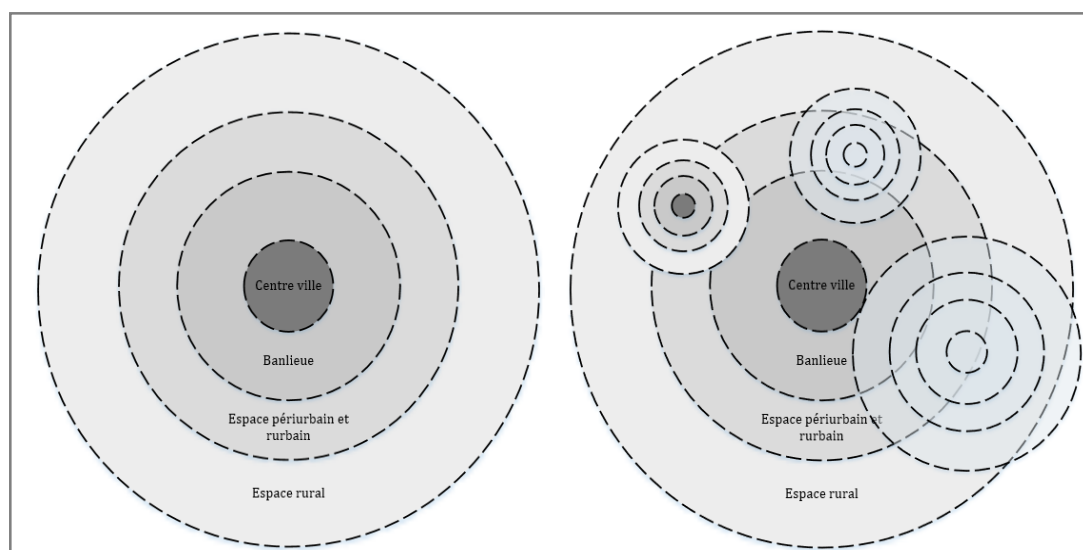 Centre ville
Banlieue
Espace périurbain et
rurbain
Espace rural
Centre ville
Banlieue
Espace périurbain et
rurbain
Espace rural